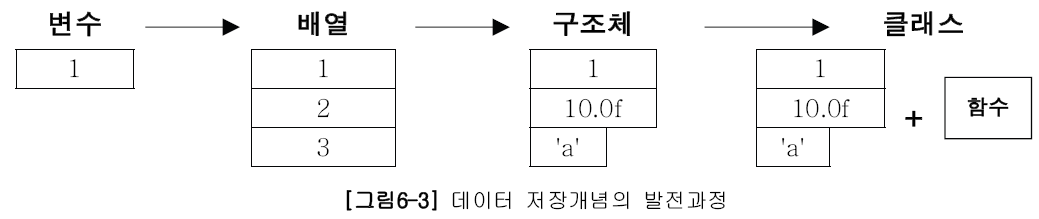 변수 배열 구조체 클래스
1 1 1 1
2 10.0f 10.0f + 함수
3 'a' 'a'
[그림6-3] 데이터 저장개념의 발전과정